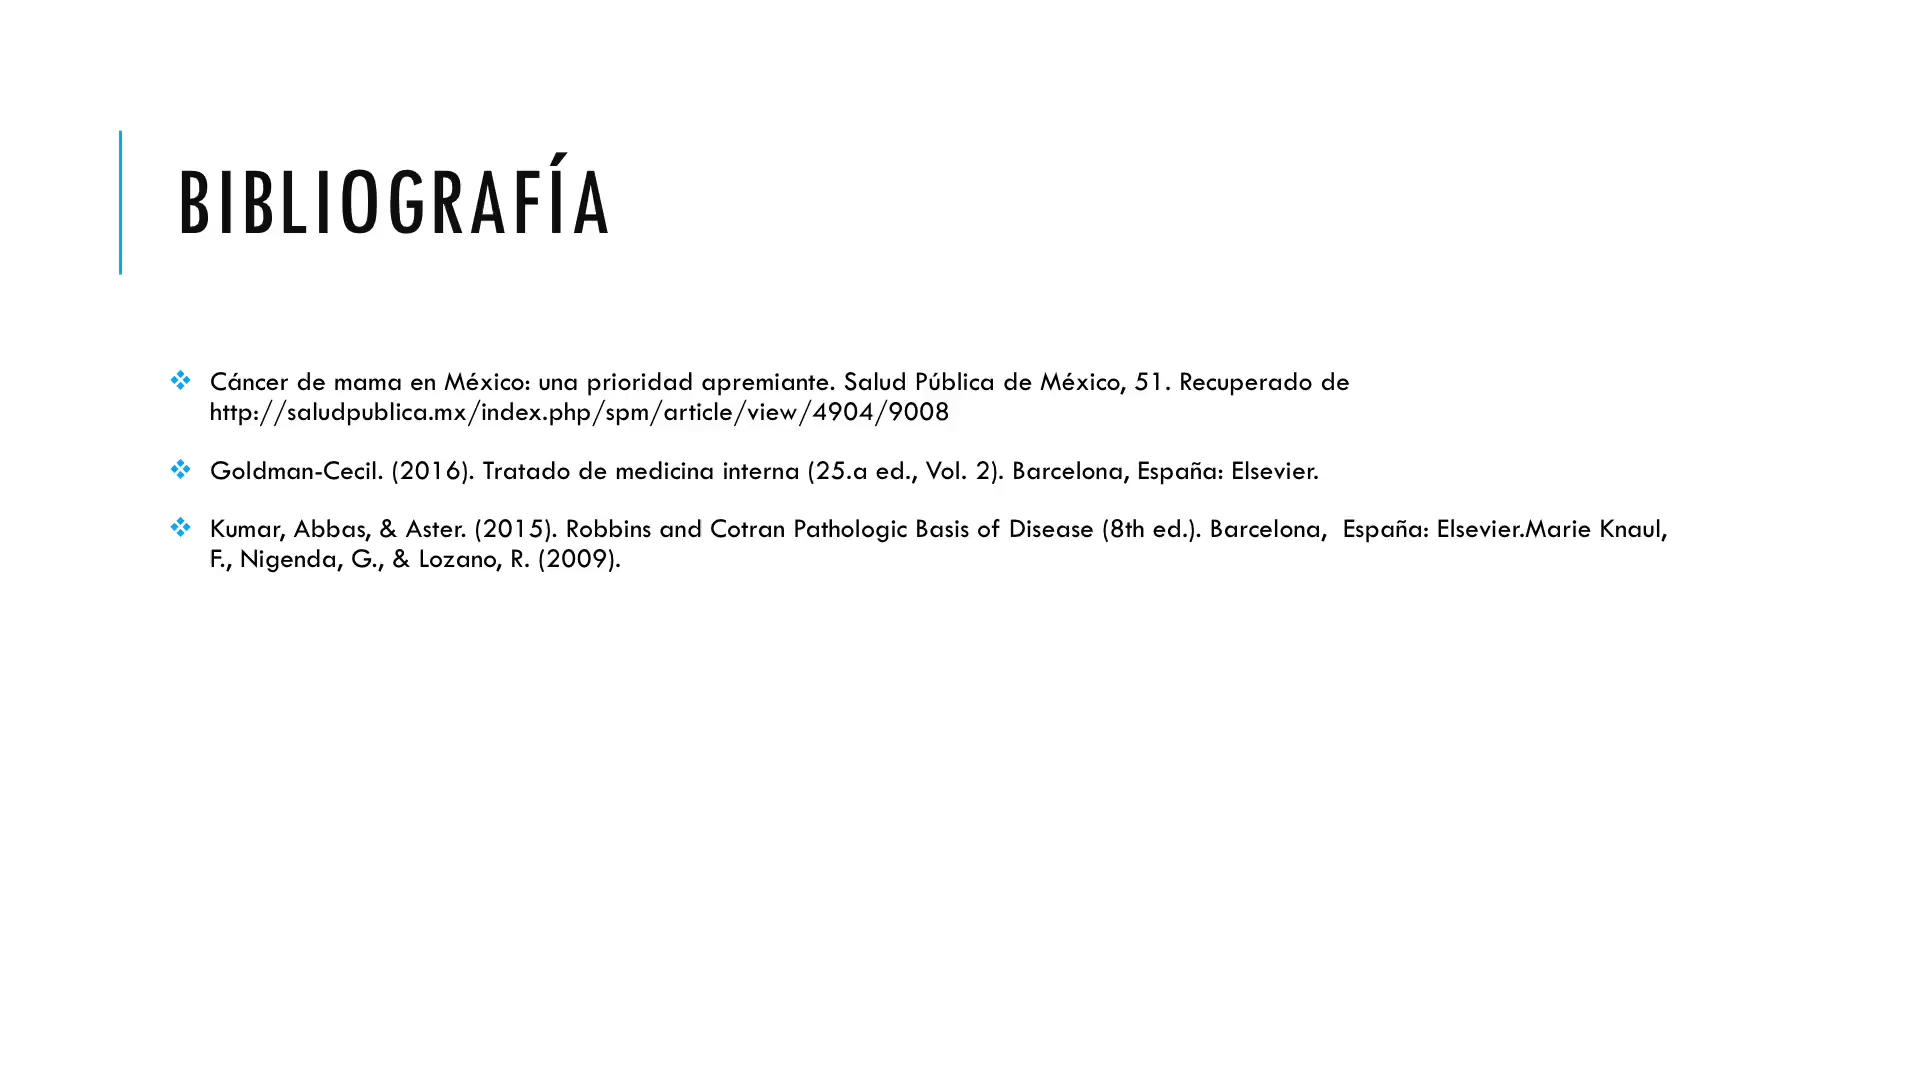 BIBLIOGRAFÍA
❖ Cáncer de mama en México: una prioridad apremiante. Salud Pública de México, 51. Recuperado de
http://saludpublica.mx/index.php/spm/article/view/4904/9008
❖ Goldman-Cecil. (2016). Tratado de medicina interna (25.a ed., Vol. 2). Barcelona, España: Elsevier.
❖ Kumar, Abbas, & Aster. (2015). Robbins and Cotran Pathologic Basis of Disease (8th ed.). Barcelona,  España: Elsevier.Marie Knaul,
F., Nigenda, G., & Lozano, R. (2009).